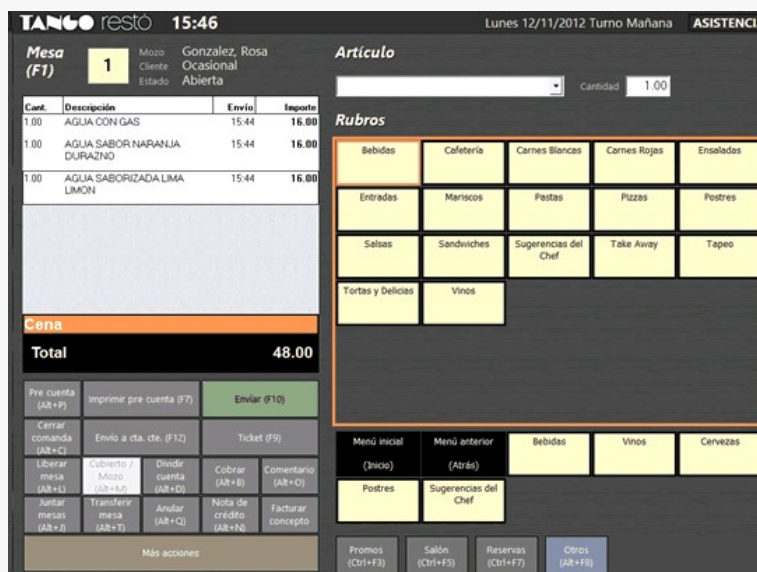 TANGO restó 15:46 Lunes 12/11/2012 Turno Mañana ASISTENCIA
Mesa
(F1)
1
Mozo Gonzalez, Rosa
Cliente Ocasional
Estado Abierta
Cant. Descripción Envío Importe
1.00 AGUA CON GAS 15:44 16.00
1.00 AGUA SABOR NARANJA 15:44 16.00
DURAZNO
1.00 AGUA SABORIZADA LIMA 15:44 16.00
LIMON
Cena
Total 48.00
Pre cuenta
(Alt+P)
Imprimir pre cuenta (F7)
Enviar (F10)
Cerrar
comanda
(Alt+C)
Envío a cta. cte. (F12)
Ticket (F9)
Liberar
mesa
(Alt+L)
Cubierto /
Mozo
(Alt+M)
Dividir
cuenta
(Alt+D)
Cobrar
(Alt+B)
Comentario
(Alt+O)
Juntar
mesas
(Alt+J)
Transferir
mesa
(Alt+T)
Anular
(Alt+Q)
Nota de
crédito
(Alt+N)
Facturar
concepto
Más acciones
Artículo
Cantidad 1.00
Rubros
Bebidas Cafetería Carnes Blancas Carnes Rojas Ensaladas
Entradas Mariscos Pastas Pizzas Postres
Salsas Sandwiches Sugerencias del Take Away Tapeo
Chef
Tortas y Delicias Vinos
Menú inicial Menú anterior Bebidas Vinos Cervezas
(Inicio) (Atrás)
Postres Sugerencias del
Chef
Promos Salón Reservas Otros
(Ctrl+F3) (Ctrl+F5) (Ctrl+F7) (Alt+F8)